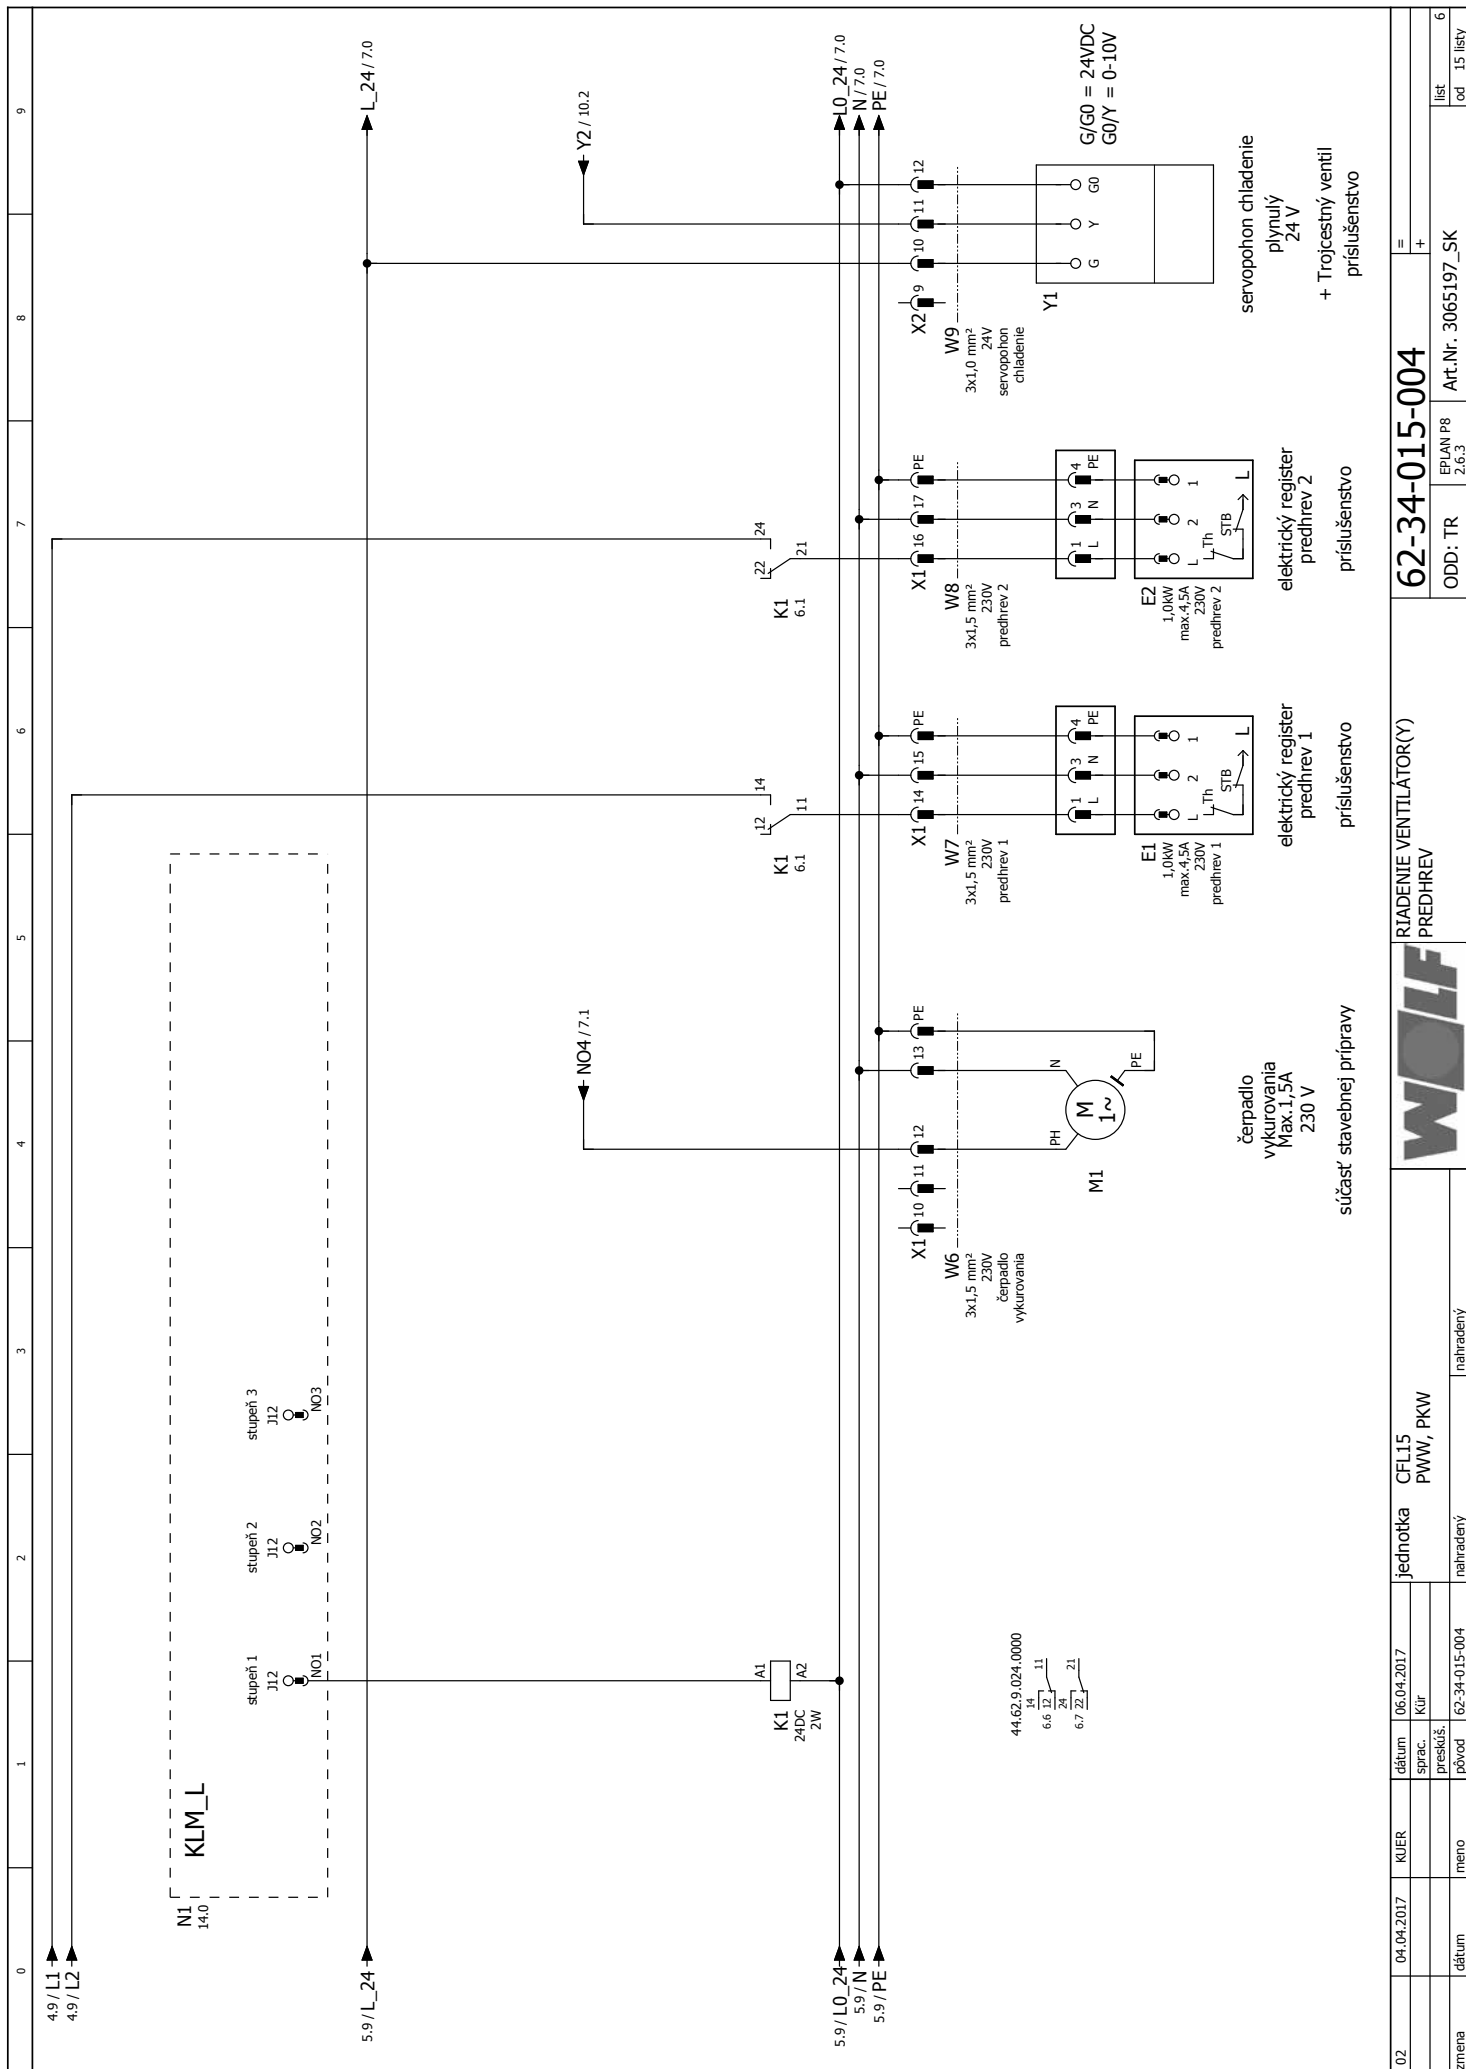 0 1 2 3 4 5 6 7 8 9
4.9 / L1
4.9 / L2
N1
14.0
KLM_L
stupeň 1
J12
NO1
stupeň 2
J12
NO2
stupeň 3
J12
NO3
5.9 / L_24
L_24 / 7.0
NO4 / 7.1
Y2 / 10.2
K1
24DC
2W
A1
A2
K1
6.1
12
14
11
K1
6.1
22
24
21
5.9 / L0_24
5.9 / N
5.9 / PE
L0_24 / 7.0
N / 7.0
PE / 7.0
X1
10
11
12
13
PE
X1
14
15
PE
X1
16
17
PE
X2
9
10
11
12
W6
3x1,5 mm²
230V
čerpadlo
vykurovania
W7
3x1,5 mm²
230V
predhrev 1
W8
3x1,5 mm²
230V
predhrev 2
W9
3x1,0 mm²
24V
servopohon
chladenie
44.62.9.024.0000
14
6.6 12 11
24
6.7 22 21
M1
PH
N
M
1~
PE
1
L
3
N
4
PE
E1
1,0kW
max.4,5A
230V
predhrev 1
L
2
1
Th
STB
L
1
L
3
N
4
PE
E2
1,0kW
max.4,5A
230V
predhrev 2
L
2
1
Th
STB
L
Y1
G
Y
G0
G/G0 = 24VDC
G0/Y = 0-10V
čerpadlo
vykurovania
Max.1,5A
230 V
súčasť stavebnej prípravy
elektrický register
predhrev 1
príslušenstvo
elektrický register
predhrev 2
príslušenstvo
servopohon chladenie
plynulý
24 V
+ Trojcestný ventil
príslušenstvo
02
04.04.2017
KUER
zmena
dátum
meno
dátum
06.04.2017
sprac.
Kür
preskúš.
pôvod
62-34-015-004
jednotka
CFL15
PWW, PKW
nahradený
nahradený
WOLF
RIADENIE VENTILÁTOR(Y)
PREDHREV
62-34-015-004
ODD: TR
EPLAN P8
2.6.3
Art.Nr. 3065197_SK
=
+
list
6
od
15 listy